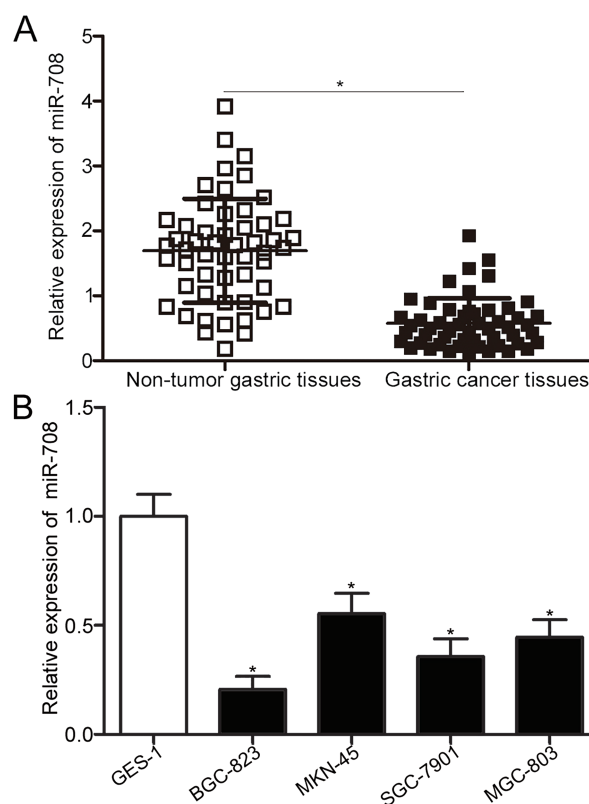 A
Relative expression of miR-708
5
4
3
2
1
0
*
Non-tumor gastric tissues
Gastric cancer tissues
B
Relative expression of miR-708
1.5
1.0
0.5
0.0
*
*
*
*
GES-1
BGC-823
MKN-45
SGC-7901
MGC-803